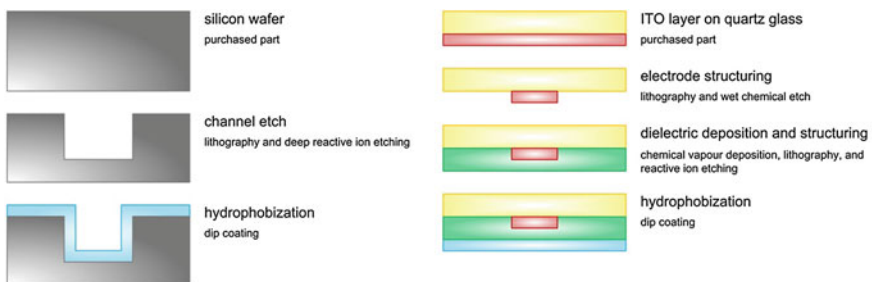 silicon wafer
purchased part
channel etch
lithography and deep reactive ion etching
hydrophobization
dip coating
ITO layer on quartz glass
purchased part
electrode structuring
lithography and wet chemical etch
dielectric deposition and structuring
chemical vapour deposition, lithography, and
reactive ion etching
hydrophobization
dip coating